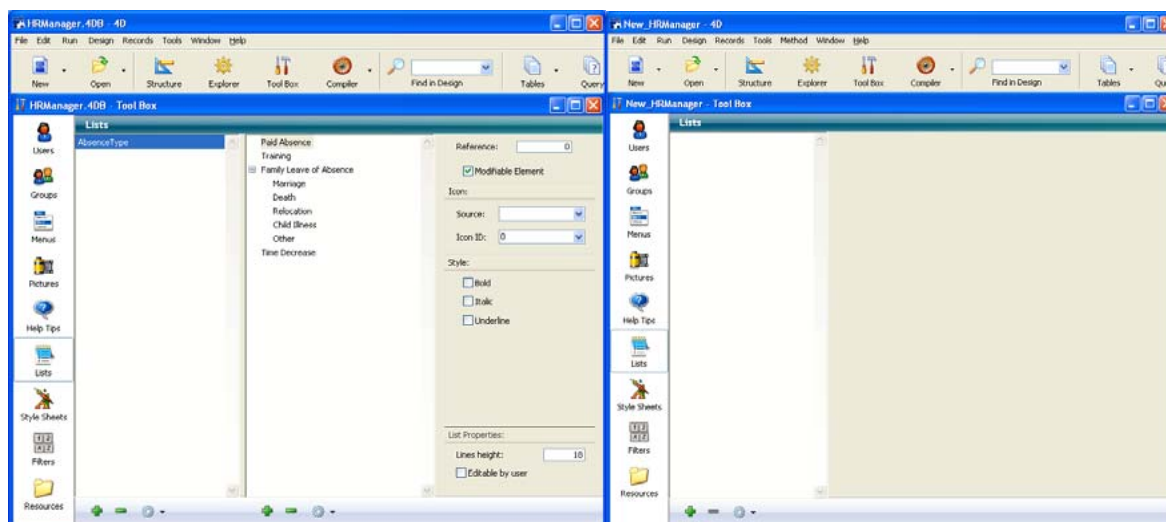 HRManager.4DB - 4D
File Edit Run Design Records Tools Window Help
New Open Structure Explorer Tool Box Compiler Find in Design Tables Query
HRManager.4DB - Tool Box
Lists
Users
Groups
Menus
Pictures
Help Tips
Lists
Style Sheets
Filters
Resources
AbsenceType
Paid Absence
Training
Family Leave of Absence
Marriage
Death
Relocation
Child Illness
Other
Time Decrease
Reference: 0
Modifiable Element
Icon:
Source:
Icon ID: 0
Style:
Bold
Italic
Underline
List Properties:
Lines height: 18
Editable by user
New_HRManager - 4D
File Edit Run Design Records Tools Method Window Help
New Open Structure Explorer Tool Box Compiler Find in Design Tables Qu
New_HRManager - Tool Box
Lists
Users
Groups
Menus
Pictures
Help Tips
Lists
Style Sheets
Filters
Resources